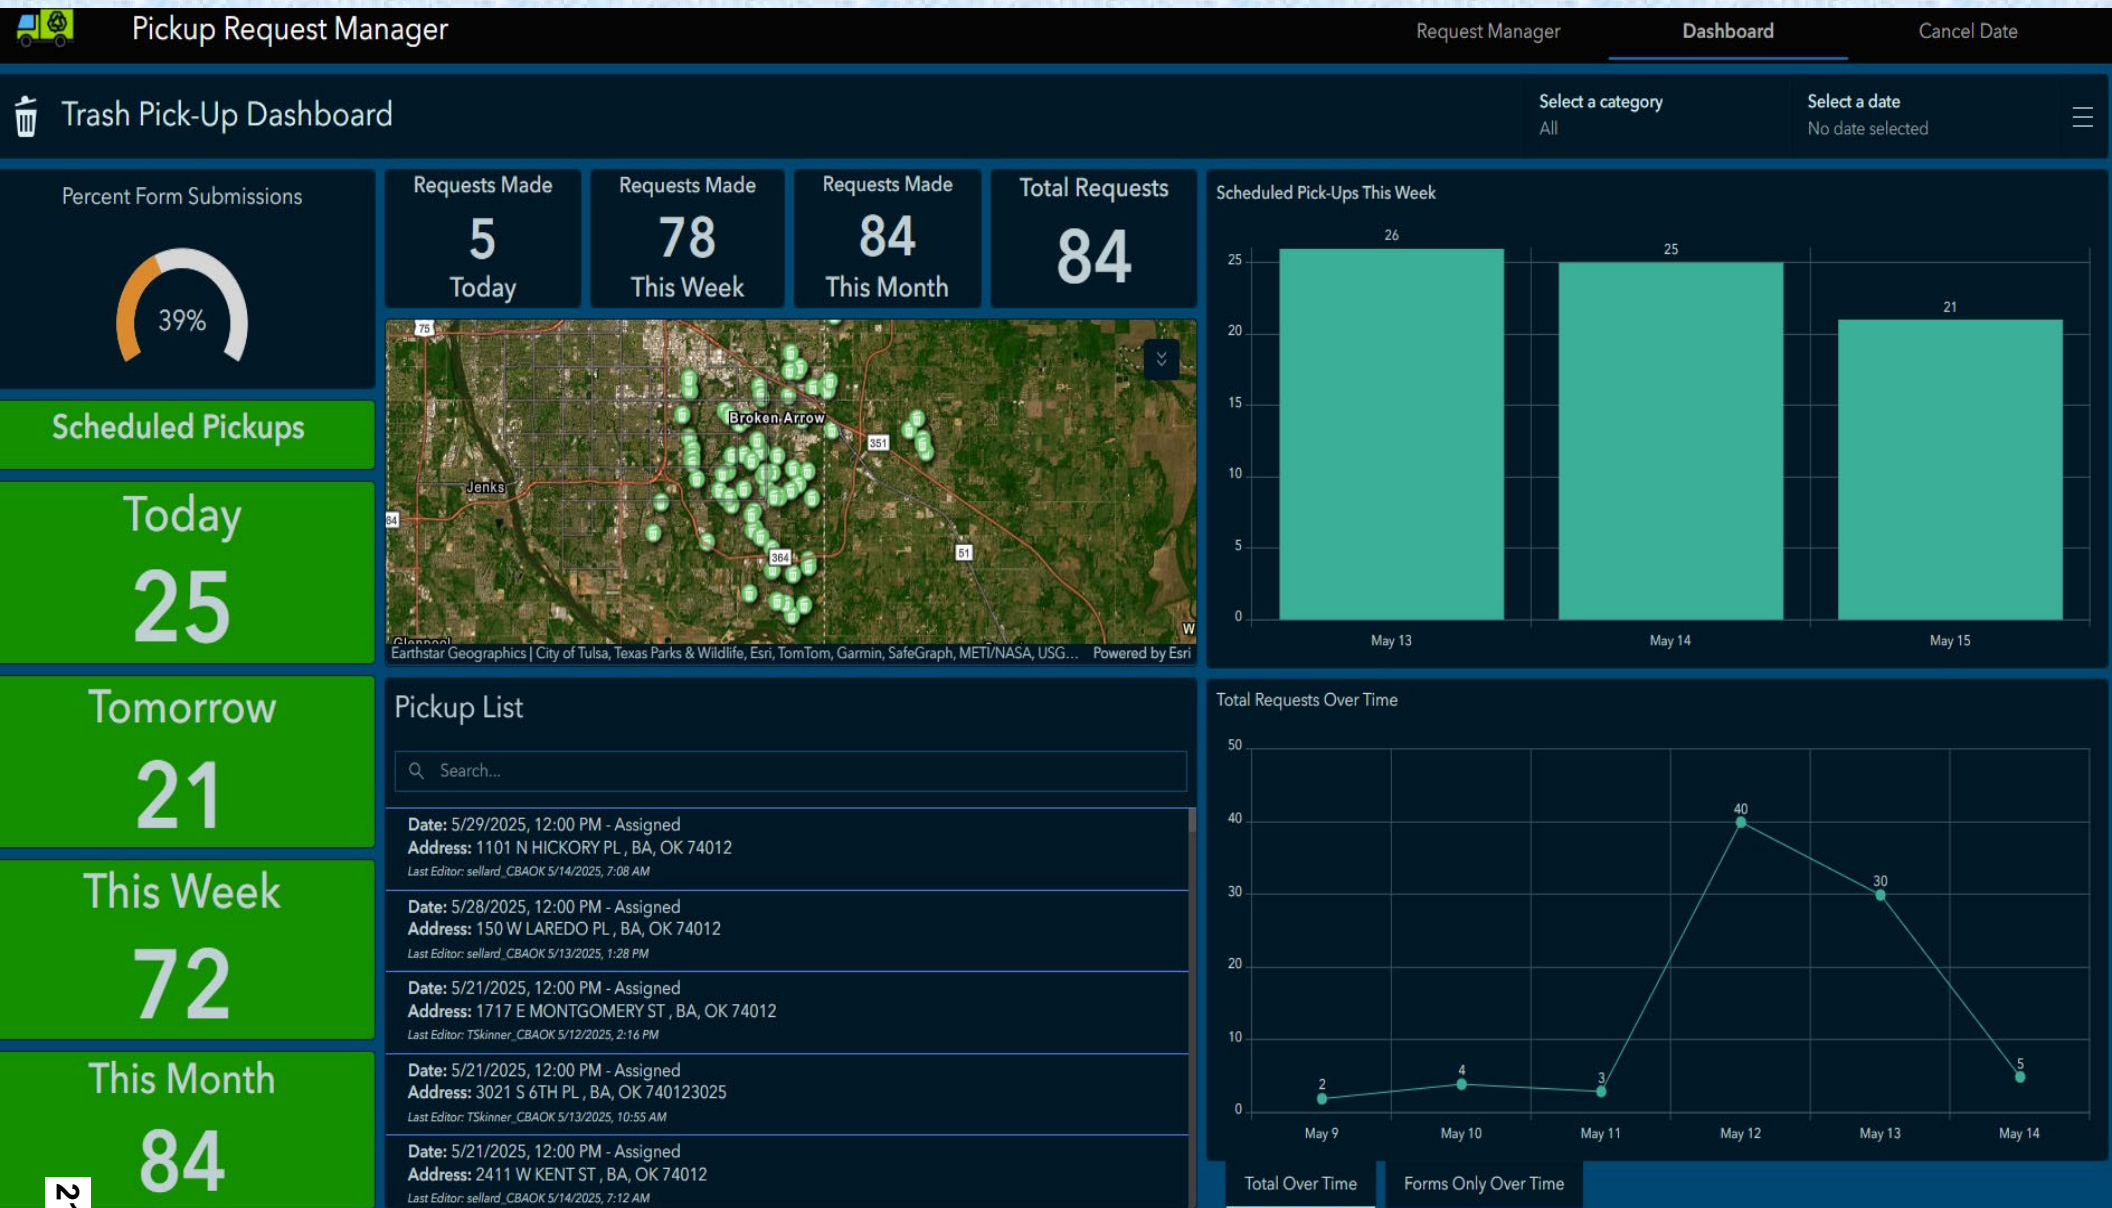 Pickup Request Manager
Request Manager
Dashboard
Cancel Date
Trash Pick-Up Dashboard
Select a category
All
Select a date
No date selected
Percent Form Submissions
39%
Scheduled Pickups
Today
25
Tomorrow
21
This Week
72
This Month
84
Requests Made
5
Today
Requests Made
78
This Week
Requests Made
84
This Month
Total Requests
84
75
Broken Arrow
351
Jenks
64
364
51
Glenpool
W
Earthstar Geographics | City of Tulsa, Texas Parks & Wildlife, Esri, TomTom, Garmin, SafeGraph, METI/NASA, USG...
Powered by Esri
Pickup List
Search...
Date: 5/29/2025, 12:00 PM - Assigned
Address: 1101 N HICKORY PL , BA, OK 74012
Last Editor: sellard_CBAOK 5/14/2025, 7:08 AM
Date: 5/28/2025, 12:00 PM - Assigned
Address: 150 W LAREDO PL , BA, OK 74012
Last Editor: sellard_CBAOK 5/13/2025, 1:28 PM
Date: 5/21/2025, 12:00 PM - Assigned
Address: 1717 E MONTGOMERY ST , BA, OK 74012
Last Editor: TSkinner_CBAOK 5/12/2025, 2:16 PM
Date: 5/21/2025, 12:00 PM - Assigned
Address: 3021 S 6TH PL , BA, OK 740123025
Last Editor: TSkinner_CBAOK 5/13/2025, 10:55 AM
Date: 5/21/2025, 12:00 PM - Assigned
Address: 2411 W KENT ST , BA, OK 74012
Last Editor: sellard_CBAOK 5/14/2025, 7:12 AM
Scheduled Pick-Ups This Week
26
25
21
25
20
15
10
5
0
May 13
May 14
May 15
Total Requests Over Time
50
40
30
20
10
0
2
4
3
40
30
5
May 9
May 10
May 11
May 12
May 13
May 14
Total Over Time
Forms Only Over Time